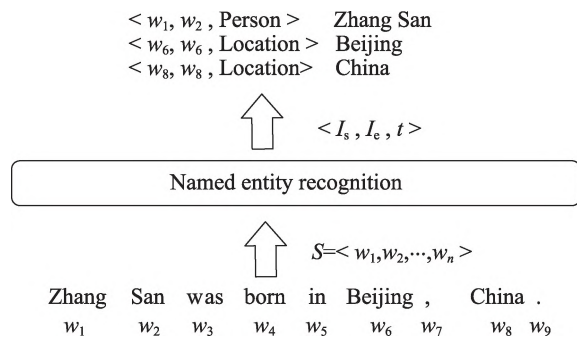 < w₁, w₂ , Person > Zhang San
< w₆, w₆ , Location > Beijing
< w₈, w₈ , Location> China
< Iₛ , Iₑ , t >
Named entity recognition
S=< w₁,w₂,···,wₙ >
Zhang San was born in Beijing , China .
w₁ w₂ w₃ w₄ w₅ w₆ w₇ w₈ w₉